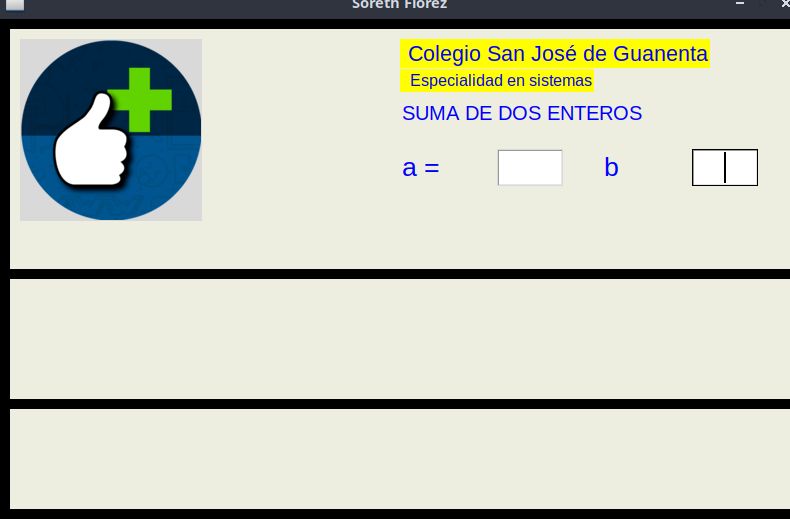 Soreth Florez
Colegio San José de Guanenta
Especialidad en sistemas
SUMA DE DOS ENTEROS
a = b